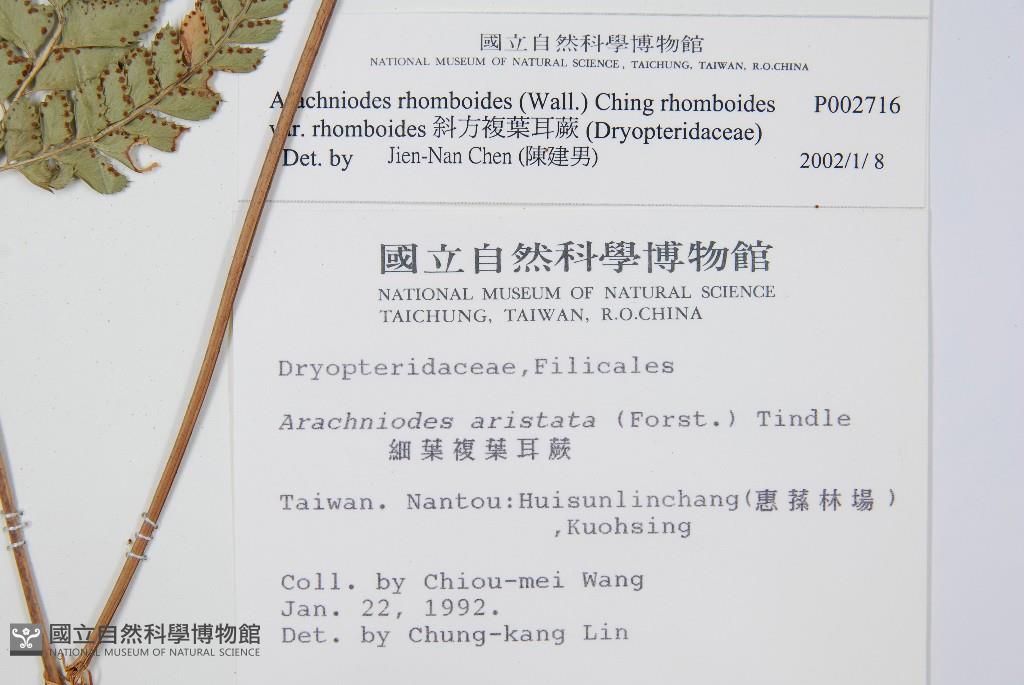 國立自然科學博物館
NATIONAL MUSEUM OF NATURAL SCIENCE, TAICHUNG, TAIWAN, R.O.CHINA
Arachniodes rhomboides (Wall.) Ching rhomboides P002716
var. rhomboides 斜方複葉耳蕨 (Dryopteridaceae)
Det. by Jien-Nan Chen (陳建男) 2002/1/ 8
國立自然科學博物館
NATIONAL MUSEUM OF NATURAL SCIENCE
TAICHUNG, TAIWAN, R.O.CHINA
Dryopteridaceae,Filicales
Arachniodes aristata (Forst.) Tindle
細葉複葉耳蕨
Taiwan. Nantou:Huisunlinchang(惠蓀林場)
,Kuohsing
Coll. by Chiou-mei Wang
Jan. 22, 1992.
Det. by Chung-kang Lin
國立自然科學博物館
NATIONAL MUSEUM OF NATURAL SCIENCE